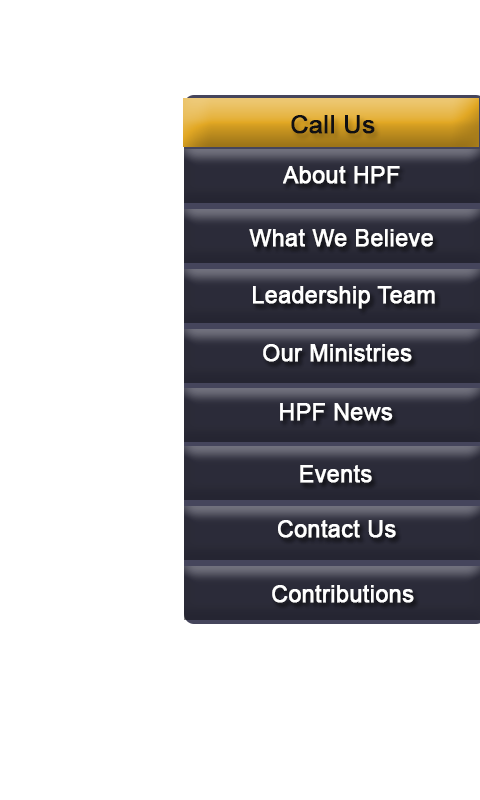 Call Us
About HPF
What We Believe
Leadership Team
Our Ministries
HPF News
Events
Contact Us
Contributions